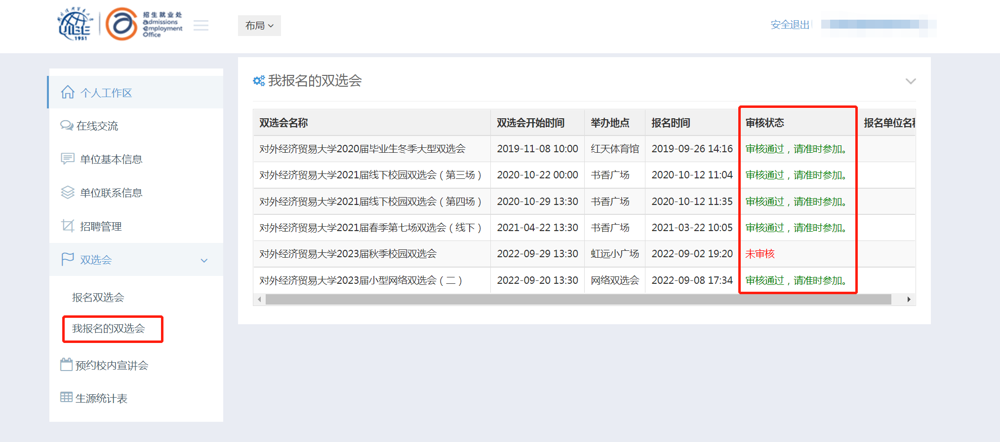 UIBE
1951
招生就业处
admissions
employment
Office
布局
安全退出
个人工作区
在线交流
单位基本信息
单位联系信息
招聘管理
双选会
报名双选会
我报名的双选会
预约校内宣讲会
生源统计表
我报名的双选会
双选会名称 双选会开始时间 举办地点 报名时间 审核状态 报名单位名称
对外经济贸易大学2020届毕业生冬季大型双选会 2019-11-08 10:00 红天体育馆 2019-09-26 14:16 审核通过，请准时参加。
对外经济贸易大学2021届线下校园双选会（第三场） 2020-10-22 00:00 书香广场 2020-10-12 11:04 审核通过，请准时参加。
对外经济贸易大学2021届线下校园双选会（第四场） 2020-10-29 13:30 书香广场 2020-10-12 11:35 审核通过，请准时参加。
对外经济贸易大学2021届春季第七场双选会（线下） 2021-04-22 13:30 书香广场 2021-03-22 10:05 审核通过，请准时参加。
对外经济贸易大学2023届秋季校园双选会 2022-09-29 13:30 虹远小广场 2022-09-02 19:20 未审核
对外经济贸易大学2023届小型网络双选会（二） 2022-09-20 13:30 网络双选会 2022-09-08 17:34 审核通过，请准时参加。